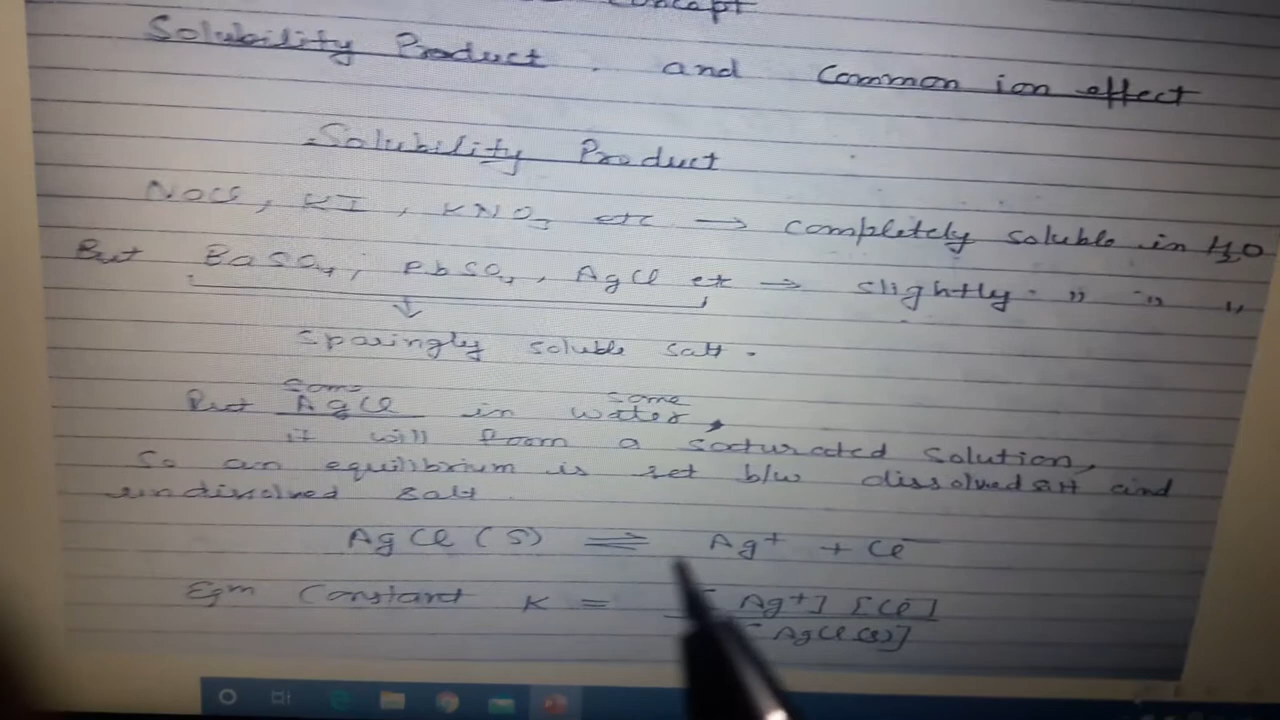 Concept
Solubility Product . and Common ion effect
Solubility Product
NaCl, KI, KNO₃ etc → completely soluble in H₂O
But BaSO₄, PbSO₄, AgCl etc → slightly " " "
↓
Sparingly soluble salt.
Put some AgCl in some water,
it will form a saturated solution,
So an equilibrium is set b/w dissolved salt and
undissolved salt.
AgCl (s) ⇌ Ag⁺ + Cl⁻
Eqm Constant K = [Ag⁺] [Cl⁻]
[AgCl(s)]